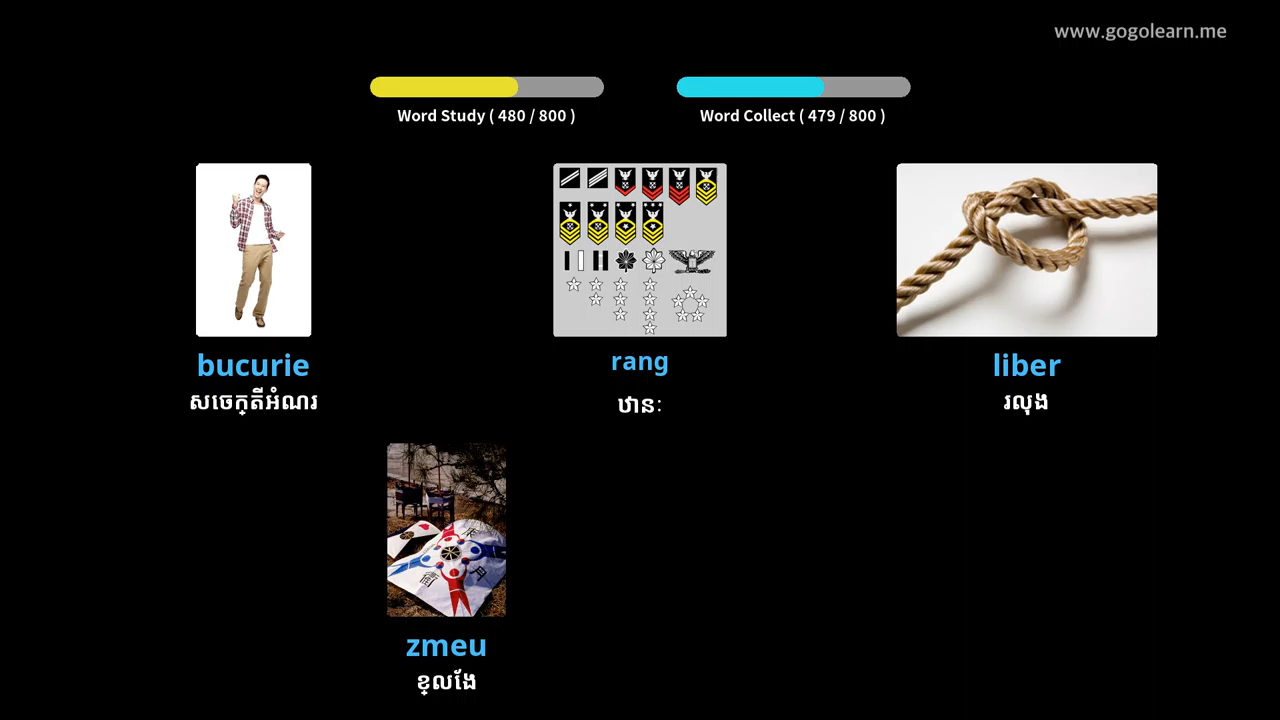 www.gogolearn.me
Word Study ( 480 / 800 )
Word Collect ( 479 / 800 )
bucurie
សេចក្តីអំណរ
rang
ឋានៈ
liber
រលុង
zmeu
ខ្លែង